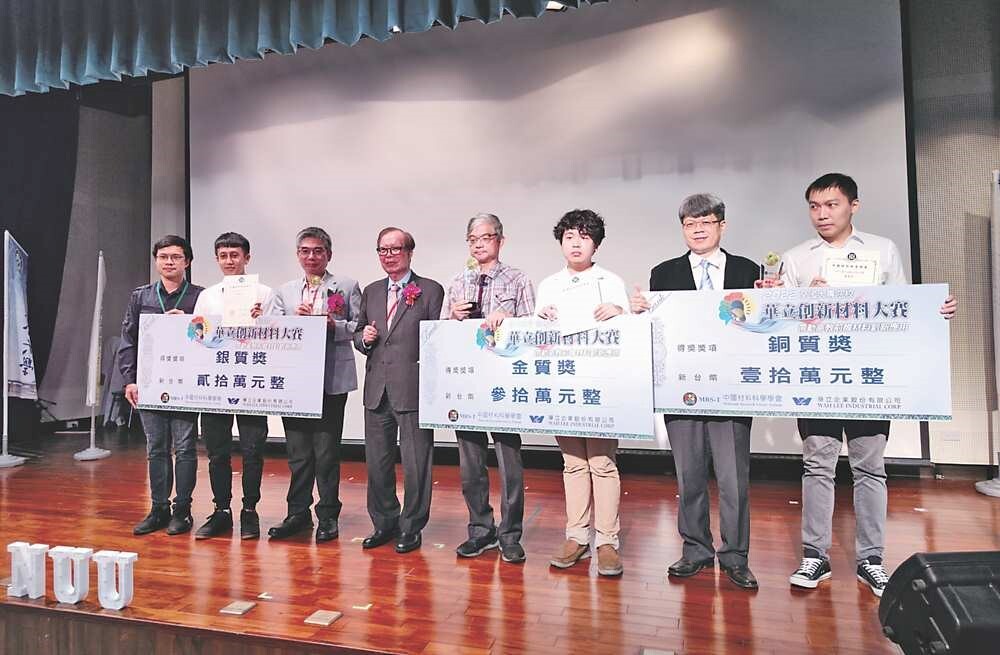 華立創新材料大賽
得獎獎項 銀質獎
新台幣 貳拾萬元整
MRS-T 中國材料科學學會
華立企業股份有限公司
WAH LEE INDUSTRIAL CORP.
華立創新材料大賽
得獎獎項 金質獎
新台幣 參拾萬元整
MRS-T 中國材料科學學會
華立企業股份有限公司
WAH LEE INDUSTRIAL CORP.
華立創新材料大賽
得獎獎項 銅質獎
新台幣 壹拾萬元整
MRS-T 中國材料科學學會
華立企業股份有限公司
WAH LEE INDUSTRIAL CORP.
NUU